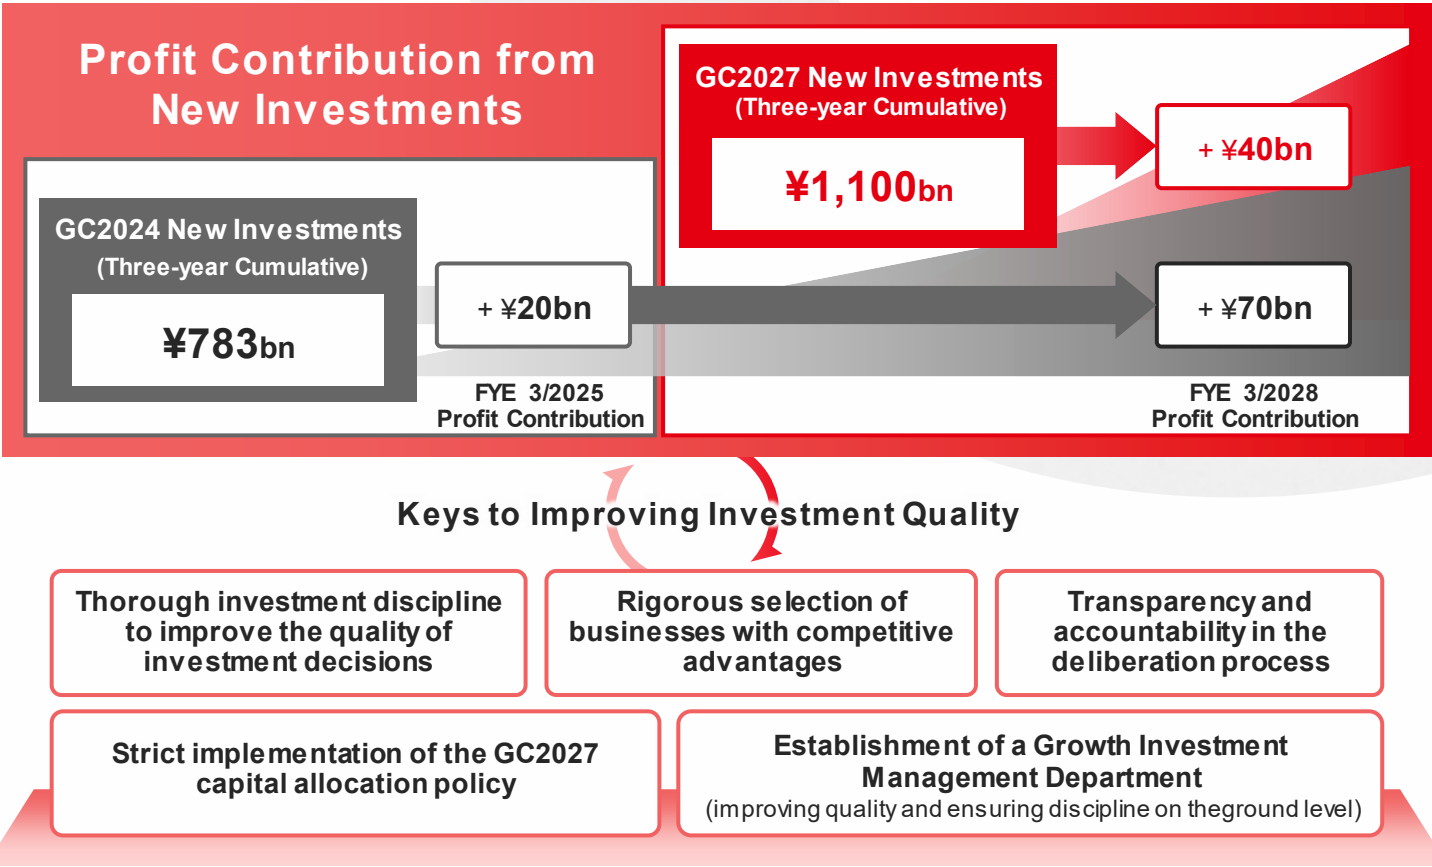 Profit Contribution from
New Investments
GC2024 New Investments
(Three-year Cumulative)
¥783bn
+ ¥20bn
FYE 3/2025
Profit Contribution
GC2027 New Investments
(Three-year Cumulative)
¥1,100bn
+ ¥40bn
+ ¥70bn
FYE 3/2028
Profit Contribution
Keys to Improving Investment Quality
Thorough investment discipline
to improve the quality of
investment decisions
Rigorous selection of
businesses with competitive
advantages
Transparency and
accountability in the
deliberation process
Strict implementation of the GC2027
capital allocation policy
Establishment of a Growth Investment
Management Department
(improving quality and ensuring discipline on theground level)